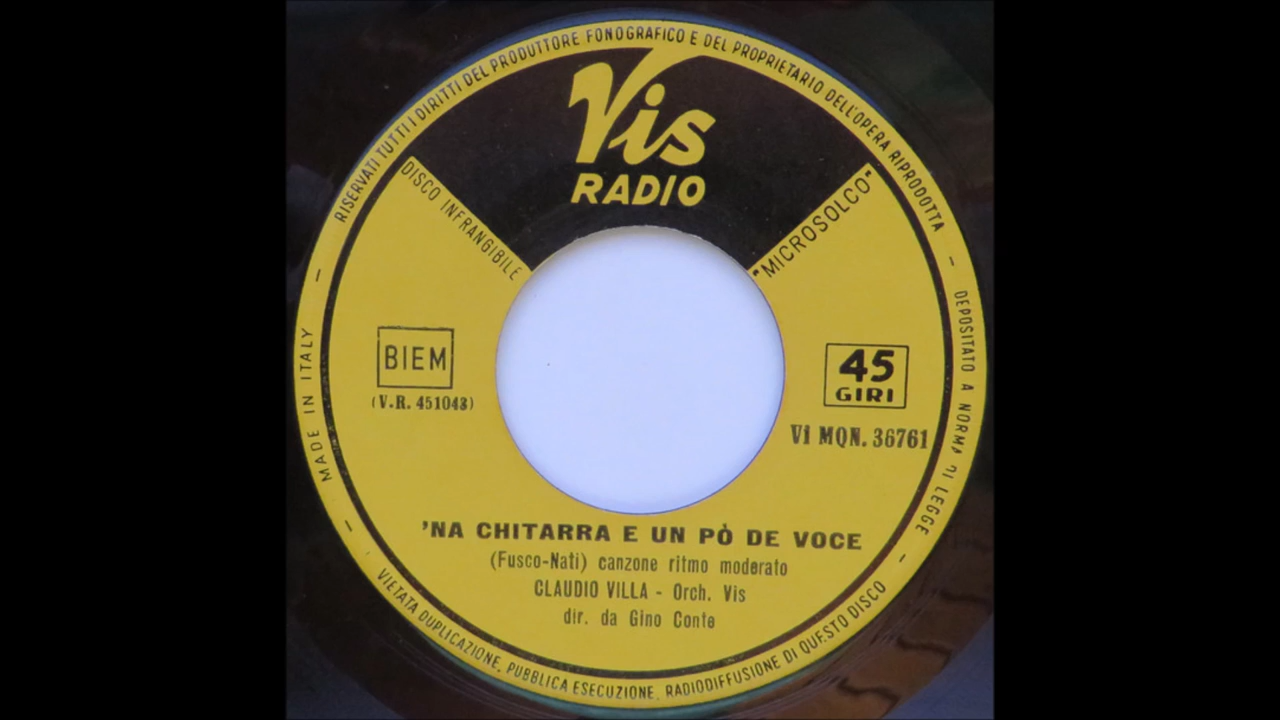 RISERVATI TUTTI I DIRITTI DEL PRODUTTORE FONOGRAFICO E DEL PROPRIETARIO DELL'OPERA RIPRODOTTA
Vis
RADIO
DISCO INFRANGIBILE
"MICROSOLCO"
BIEM
(V.R. 451043)
45
GIRI
Vi MQN. 36761
'NA CHITARRA E UN PÒ DE VOCE
(Fusco-Nati) canzone ritmo moderato
CLAUDIO VILLA - Orch. Vis
dir. da Gino Conte
- DEPOSITATO A NORMA DI LEGGE -
VIETATA DUPLICAZIONE, PUBBLICA ESECUZIONE, RADIODIFFUSIONE DI QUESTO DISCO
- MADE IN ITALY -